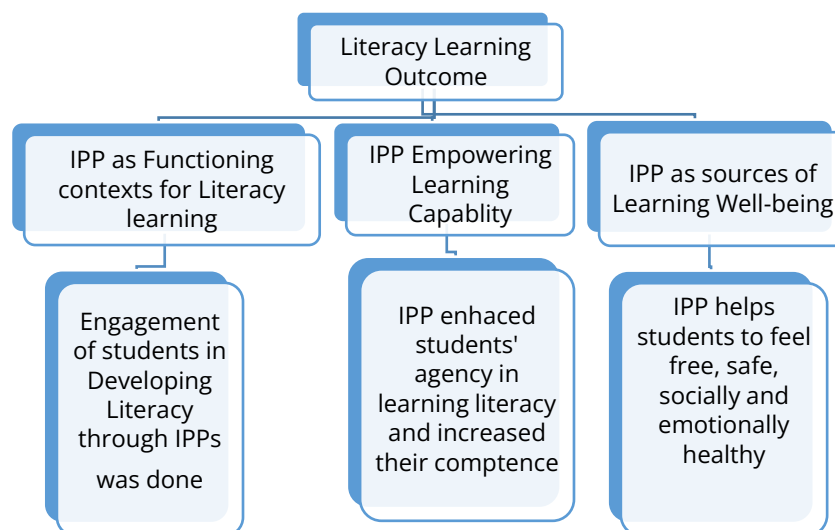 Literacy Learning
Outcome
IPP as Functioning
contexts for Literacy
learning
IPP Empowering
Learning
Capablity
IPP as sources of
Learning Well-being
Engagement
of students in
Developing
Literacy
through IPPs
was done
IPP enhaced
students'
agency in
learning literacy
and increased
their comptence
IPP helps
students to feel
free, safe,
socially and
emotionally
healthy